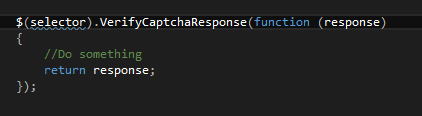 $(selector).VerifyCaptchaResponse(function (response)
{
    //Do something
    return response;
});